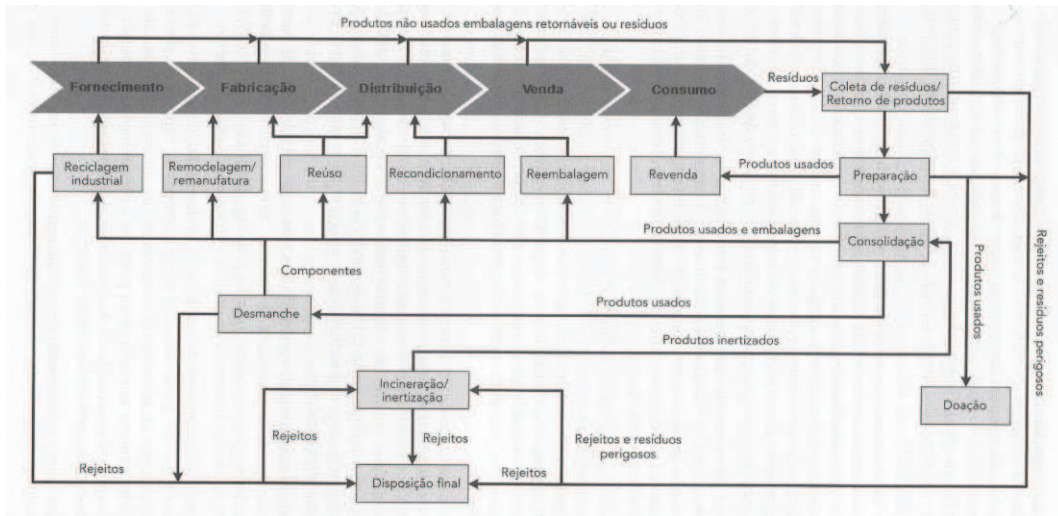 Produtos não usados embalagens retornáveis ou resíduos
Fornecimento
Fabricação
Distribuição
Venda
Consumo
Resíduos
Coleta de resíduos/
Retorno de produtos
Reciclagem
industrial
Remodelagem/
remanufatura
Reúso
Recondicionamento
Reembalagem
Revenda
Produtos usados
Preparação
Produtos usados e embalagens
Consolidação
Componentes
Desmanche
Produtos usados
Produtos inertizados
Produtos usados
Rejeitos e resíduos perigosos
Incineração/
inertização
Doação
Rejeitos
Rejeitos
Rejeitos e resíduos
perigosos
Rejeitos
Disposição final
Rejeitos